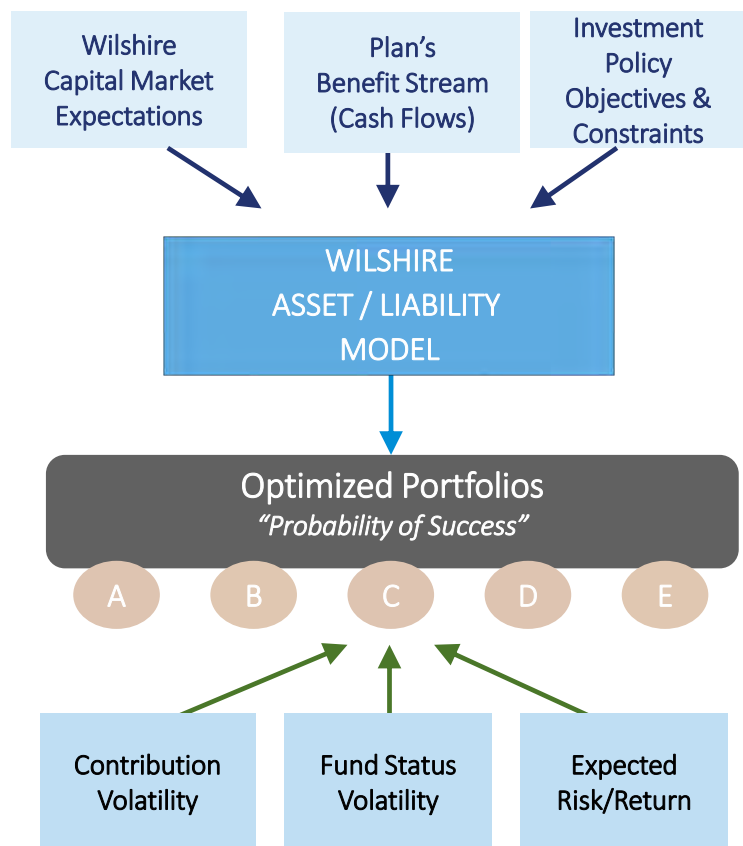 Wilshire
Capital Market
Expectations
Plan's
Benefit Stream
(Cash Flows)
Investment
Policy
Objectives &
Constraints
WILSHIRE
ASSET / LIABILITY
MODEL
Optimized Portfolios
“Probability of Success”
A B C D E
Contribution
Volatility
Fund Status
Volatility
Expected
Risk/Return